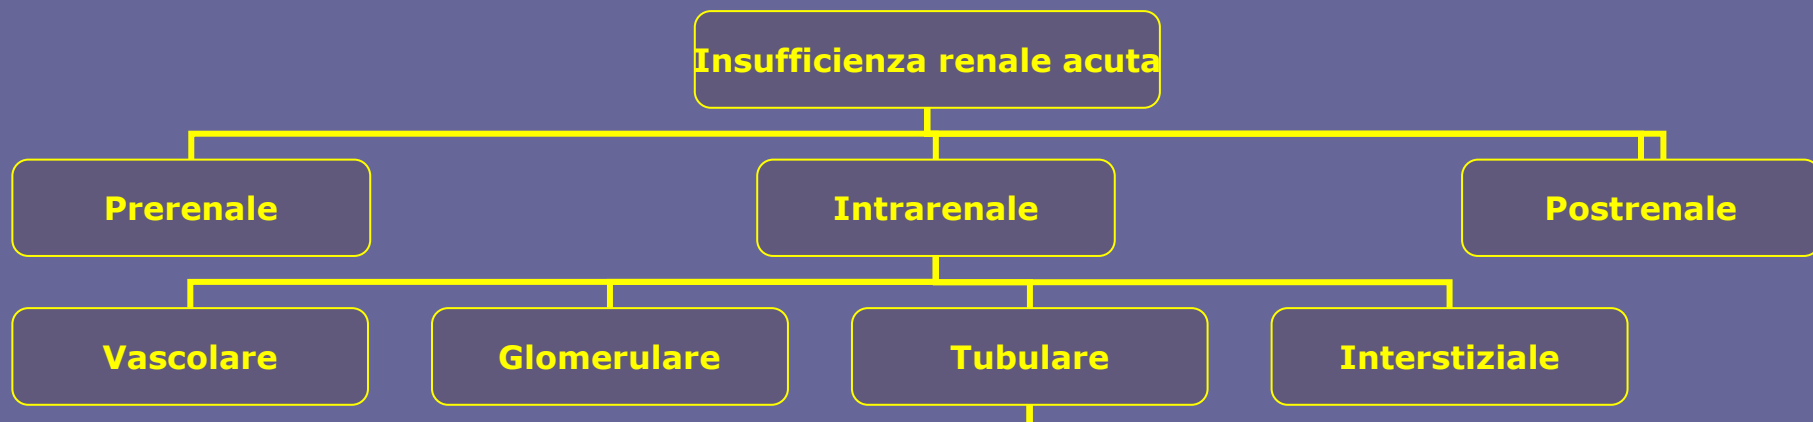 Insufficienza renale acuta
Prerenale
Intrarenale
Postrenale
Vascolare
Glomerulare
Tubulare
Interstiziale